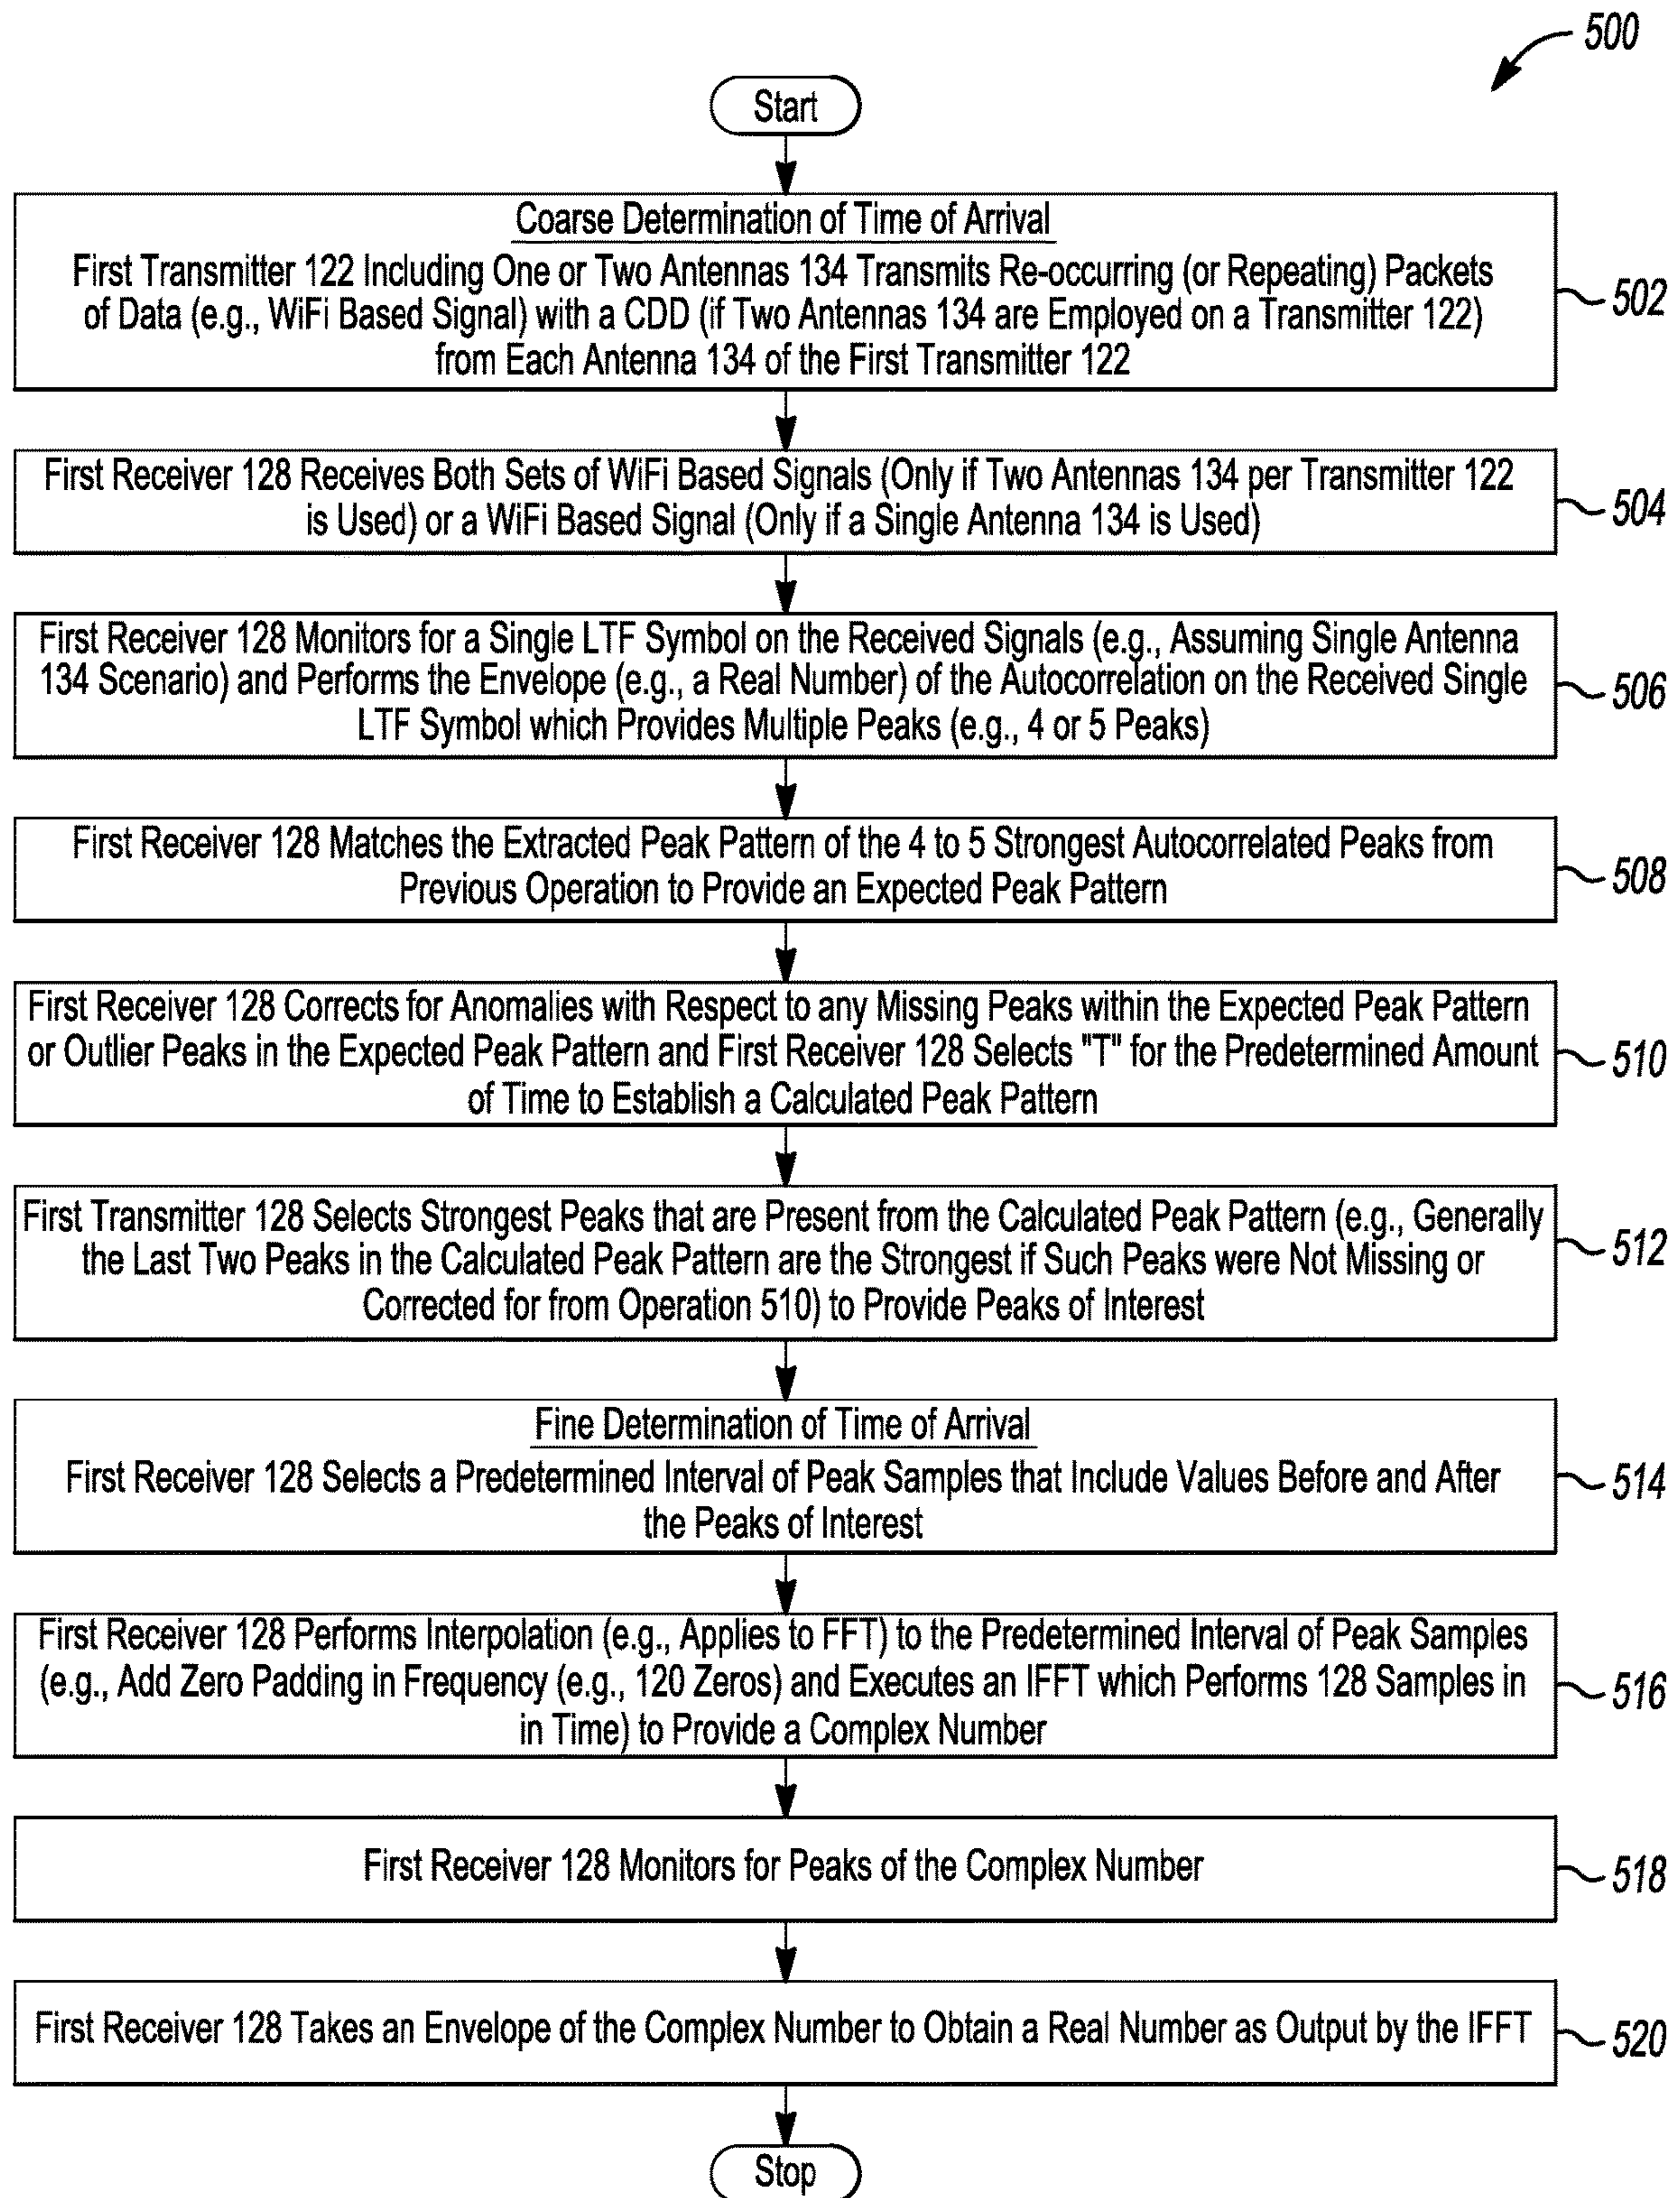 500
Start
Coarse Determination of Time of Arrival
First Transmitter 122 Including One or Two Antennas 134 Transmits Re-occurring (or Repeating) Packets
of Data (e.g., WiFi Based Signal) with a CDD (if Two Antennas 134 are Employed on a Transmitter 122)
from Each Antenna 134 of the First Transmitter 122
502
First Receiver 128 Receives Both Sets of WiFi Based Signals (Only if Two Antennas 134 per Transmitter 122
is Used) or a WiFi Based Signal (Only if a Single Antenna 134 is Used)
504
First Receiver 128 Monitors for a Single LTF Symbol on the Received Signals (e.g., Assuming Single Antenna
134 Scenario) and Performs the Envelope (e.g., a Real Number) of the Autocorrelation on the Received Single
LTF Symbol which Provides Multiple Peaks (e.g., 4 or 5 Peaks)
506
First Receiver 128 Matches the Extracted Peak Pattern of the 4 to 5 Strongest Autocorrelated Peaks from
Previous Operation to Provide an Expected Peak Pattern
508
First Receiver 128 Corrects for Anomalies with Respect to any Missing Peaks within the Expected Peak Pattern
or Outlier Peaks in the Expected Peak Pattern and First Receiver 128 Selects "T" for the Predetermined Amount
of Time to Establish a Calculated Peak Pattern
510
First Transmitter 128 Selects Strongest Peaks that are Present from the Calculated Peak Pattern (e.g., Generally
the Last Two Peaks in the Calculated Peak Pattern are the Strongest if Such Peaks were Not Missing or
Corrected for from Operation 510) to Provide Peaks of Interest
512
Fine Determination of Time of Arrival
First Receiver 128 Selects a Predetermined Interval of Peak Samples that Include Values Before and After
the Peaks of Interest
514
First Receiver 128 Performs Interpolation (e.g., Applies to FFT) to the Predetermined Interval of Peak Samples
(e.g., Add Zero Padding in Frequency (e.g., 120 Zeros) and Executes an IFFT which Performs 128 Samples in
in Time) to Provide a Complex Number
516
First Receiver 128 Monitors for Peaks of the Complex Number
518
First Receiver 128 Takes an Envelope of the Complex Number to Obtain a Real Number as Output by the IFFT
520
Stop